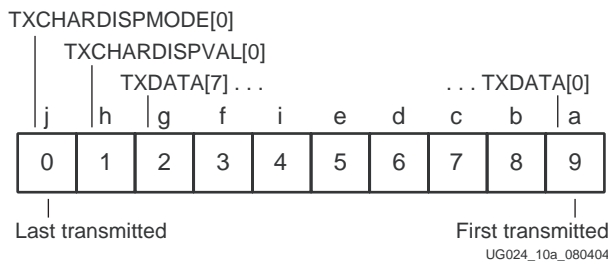 TXCHARDISPMODE[0]
TXCHARDISPVAL[0]
TXDATA[7] . . . . . . TXDATA[0]
j h g f i e d c b a
0 1 2 3 4 5 6 7 8 9
Last transmitted First transmitted
UG024_10a_080404